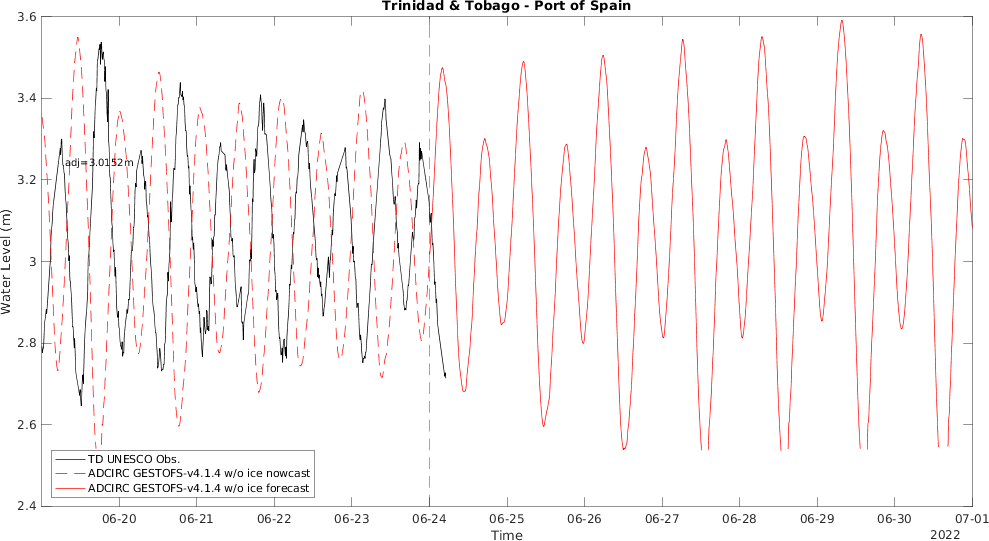 Trinidad & Tobago - Port of Spain
3.6
3.4
3.2
3
2.8
2.6
2.4
Water Level (m)
adj=3.0152m
TD UNESCO Obs.
ADCIRC GESTOFS-v4.1.4 w/o ice nowcast
ADCIRC GESTOFS-v4.1.4 w/o ice forecast
06-20 06-21 06-22 06-23 06-24 06-25 06-26 06-27 06-28 06-29 06-30 07-01
Time
2022